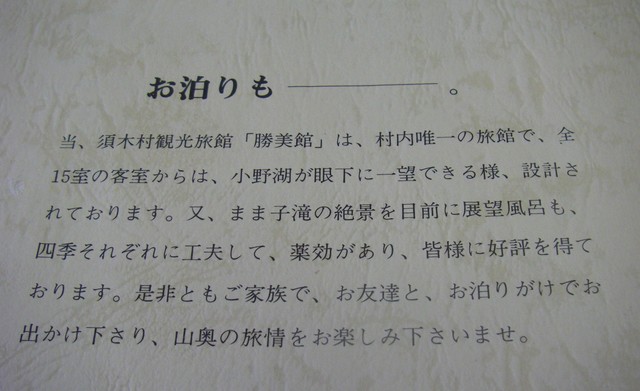 お泊りも————。
当、須木村観光旅館「勝美館」は、村内唯一の旅館で、全
15室の客室からは、小野湖が眼下に一望できる様、設計さ
れております。又、まま子滝の絶景を目前に展望風呂も、
四季それぞれに工夫して、薬効があり、皆様に好評を得て
おります。是非ともご家族で、お友達と、お泊りがけでお
出かけ下さり、山奥の旅情をお楽しみ下さいませ。